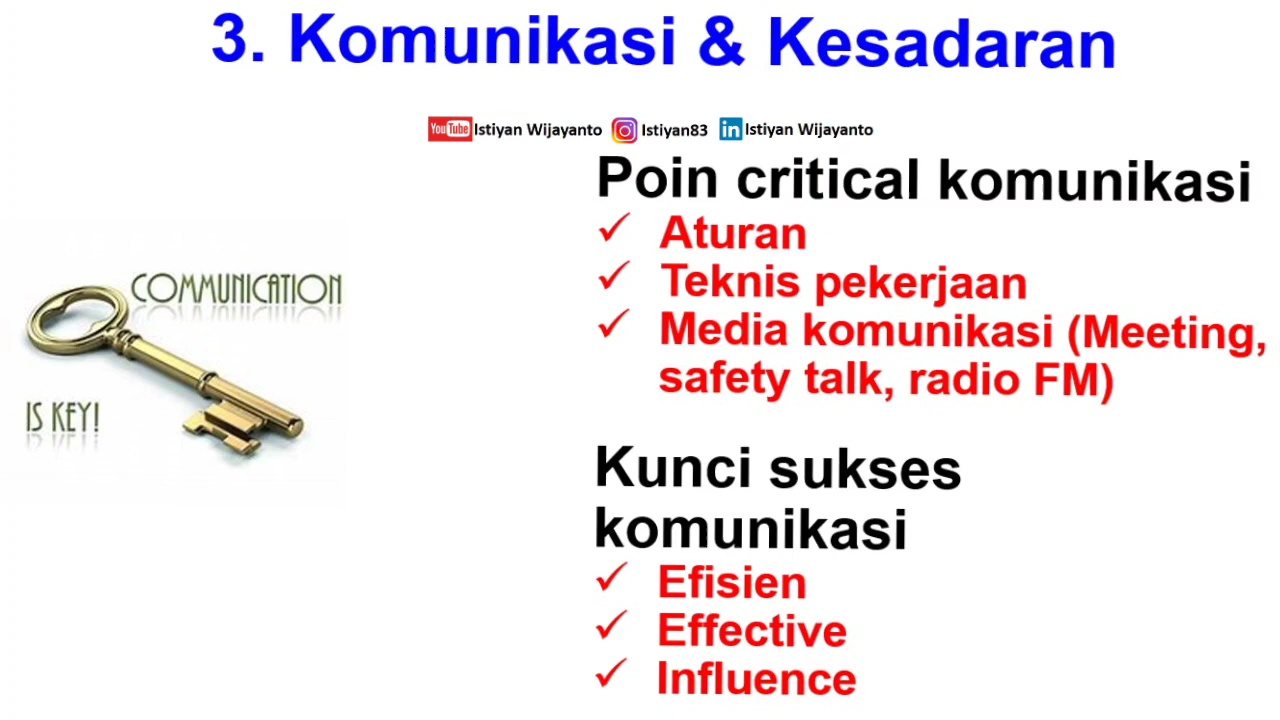 3. Komunikasi & Kesadaran
YouTube Istiyan Wijayanto Istiyan83 in Istiyan Wijayanto
Poin critical komunikasi
✓ Aturan
✓ Teknis pekerjaan
✓ Media komunikasi (Meeting,
safety talk, radio FM)
COMMUNICATION
IS KEY!
Kunci sukses
komunikasi
✓ Efisien
✓ Effective
✓ Influence